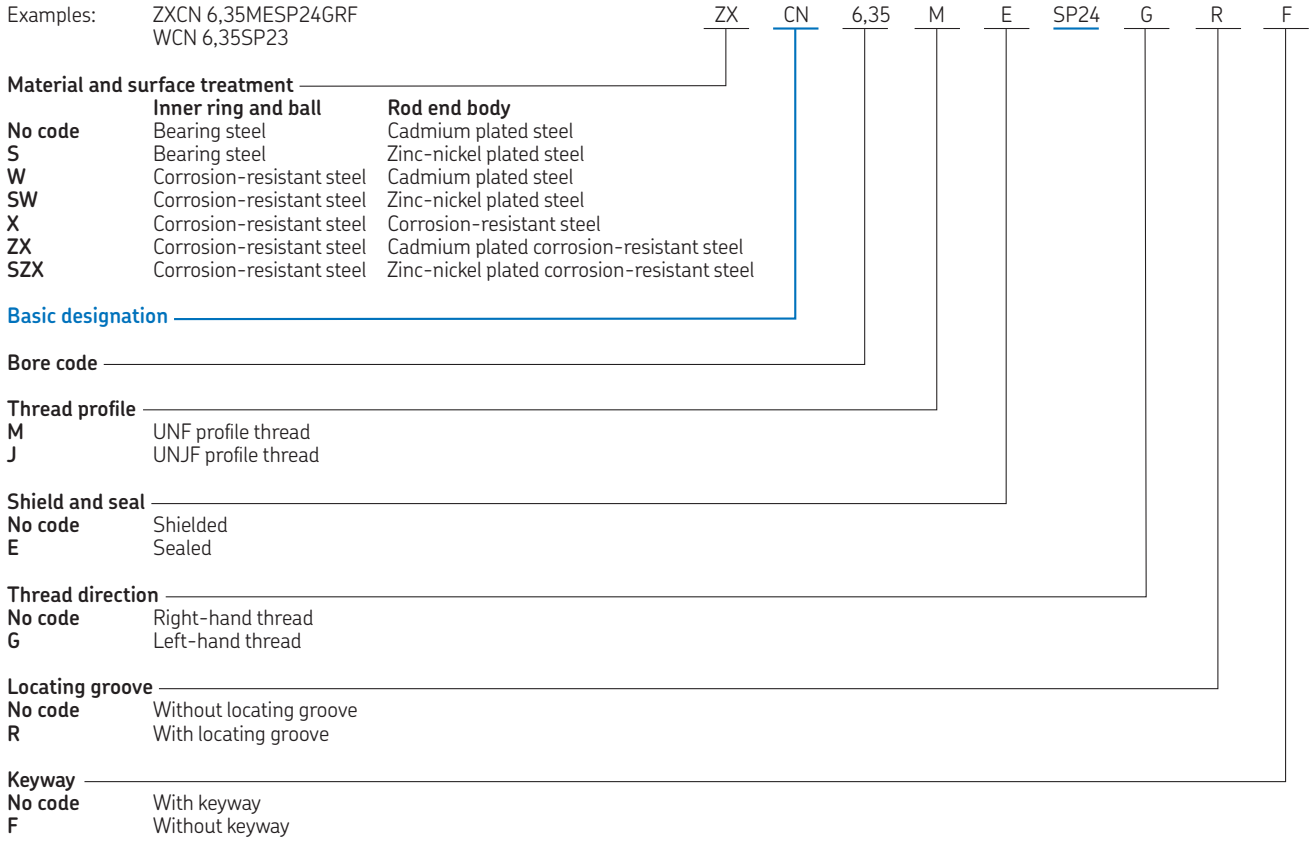 Examples: ZXCN 6,35MESP24GRF ZX CN 6,35 M E SP24 G R F
WCN 6,35SP23
Material and surface treatment
Inner ring and ball Rod end body
No code Bearing steel Cadmium plated steel
S Bearing steel Zinc-nickel plated steel
W Corrosion-resistant steel Cadmium plated steel
SW Corrosion-resistant steel Zinc-nickel plated steel
X Corrosion-resistant steel Corrosion-resistant steel
ZX Corrosion-resistant steel Cadmium plated corrosion-resistant steel
SZX Corrosion-resistant steel Zinc-nickel plated corrosion-resistant steel
Basic designation
Bore code
Thread profile
M UNF profile thread
J UNJF profile thread
Shield and seal
No code Shielded
E Sealed
Thread direction
No code Right-hand thread
G Left-hand thread
Locating groove
No code Without locating groove
R With locating groove
Keyway
No code With keyway
F Without keyway